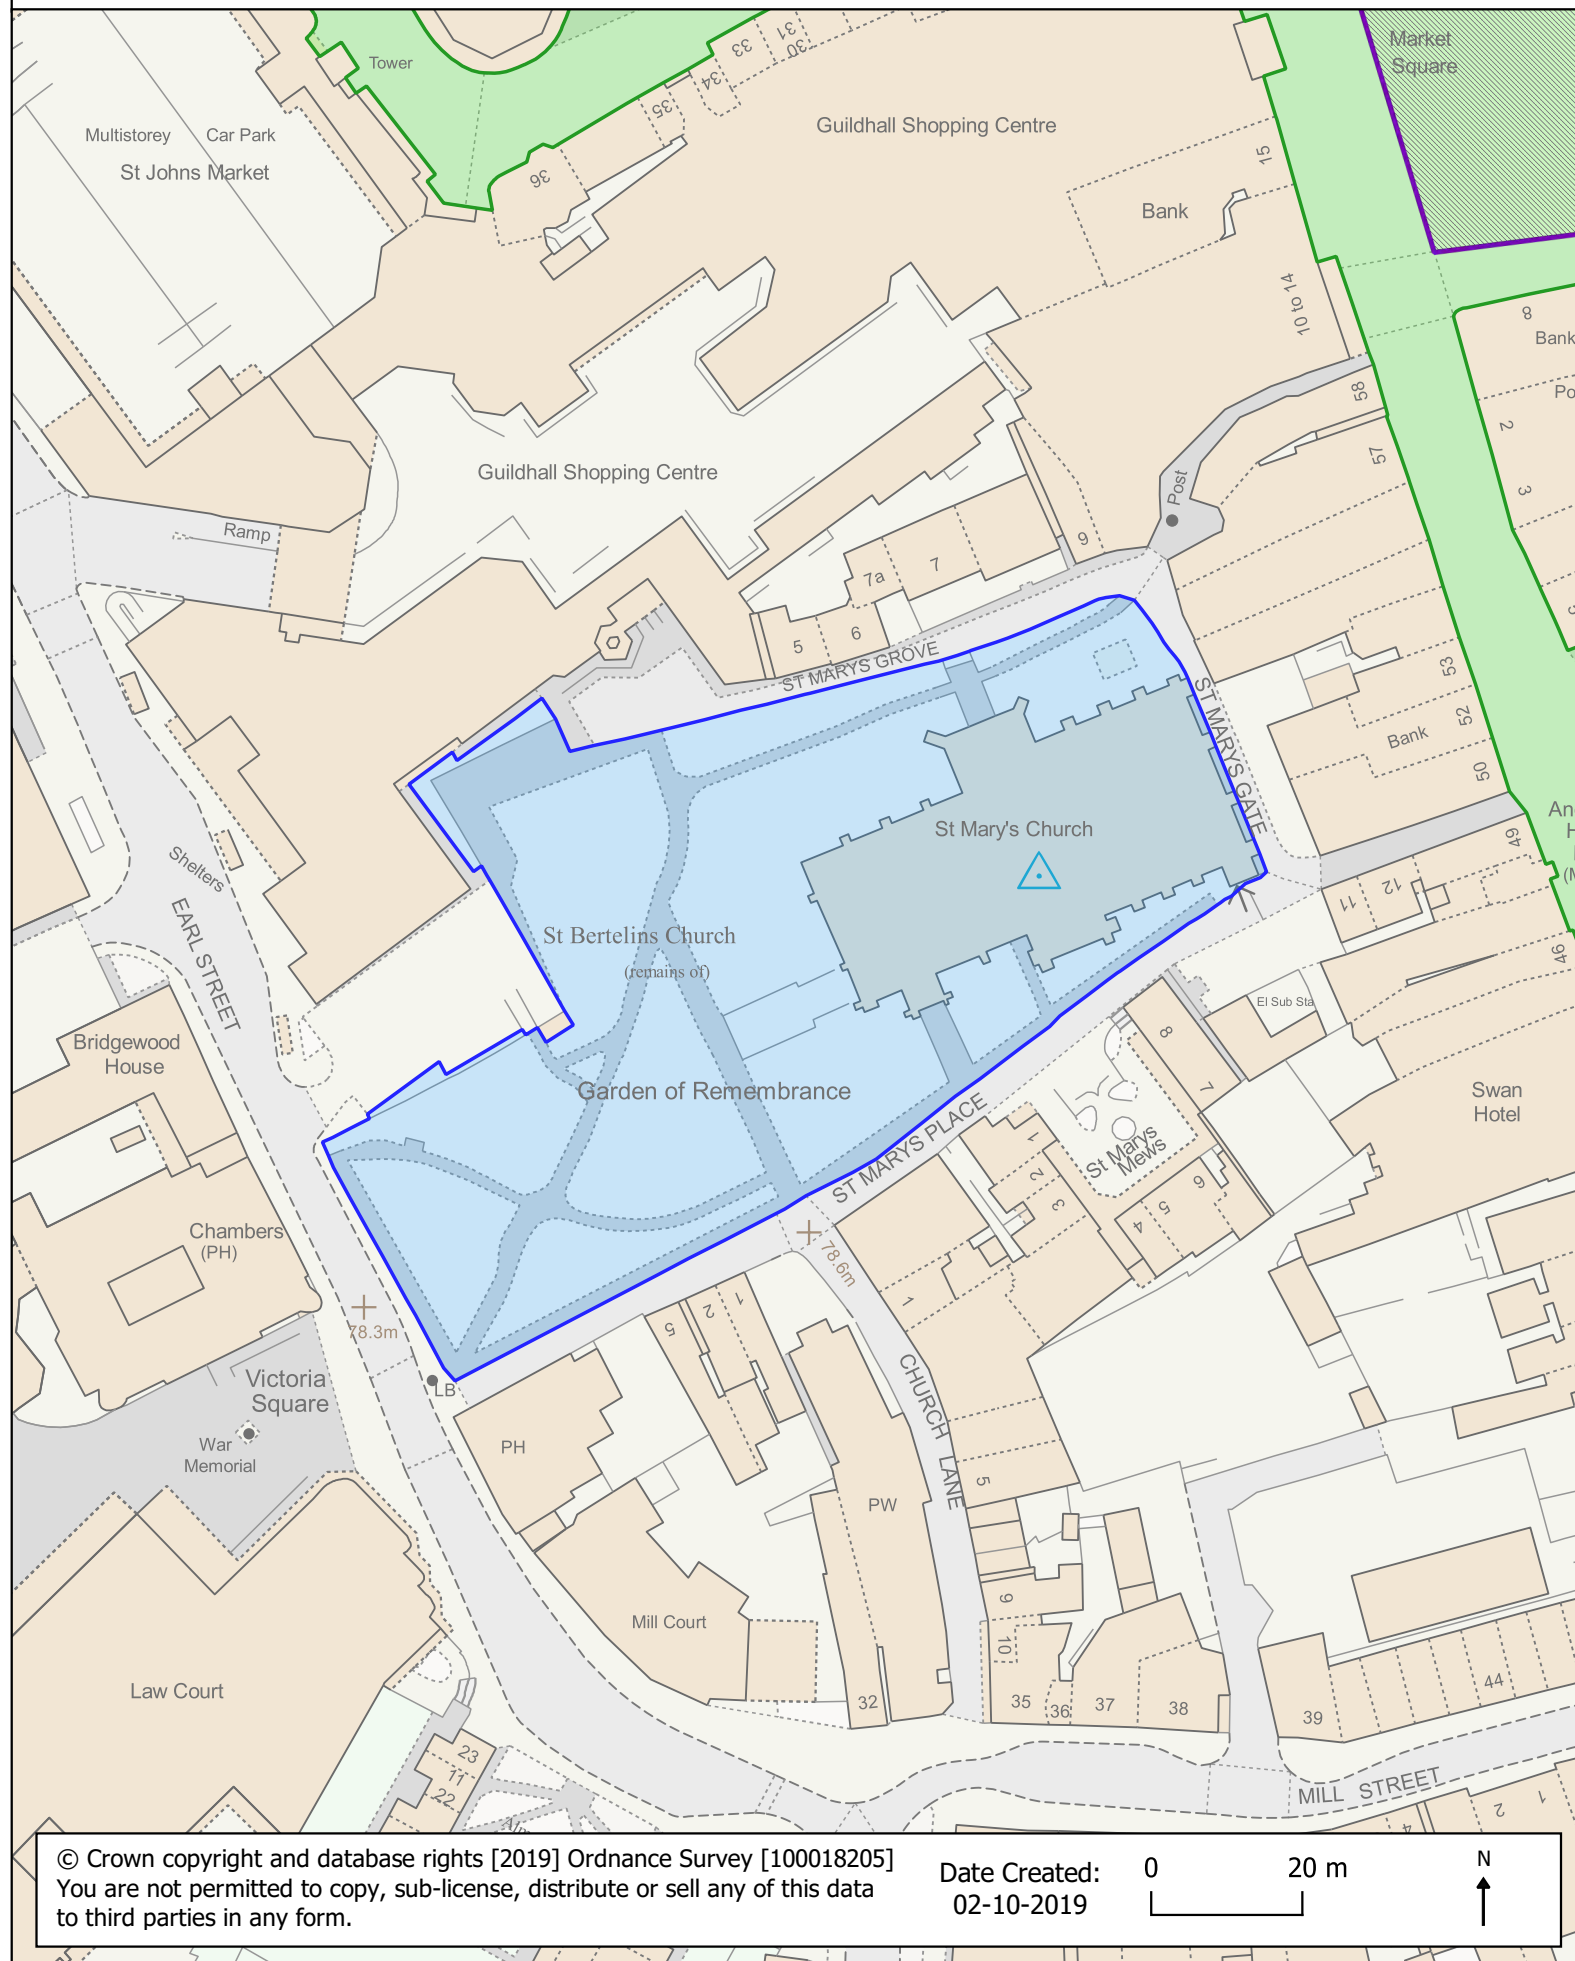 Tower
33
31
30
Market
Square
34
35
Multistorey Car Park
St Johns Market
Guildhall Shopping Centre
15
36
Bank
10 to 14
8
Bank
58
2
57
Guildhall Shopping Centre
3
Post
Ramp
9
7a
7
5
6
ST MARYS GROVE
53
ST MARYS GATE
52
Bank
50
St Mary's Church
49
Shelters
12
11
EARL STREET
St Bertelins Church
(remains of)
46
El Sub Sta
Bridgewood
House
8
Garden of Remembrance
7
Swan
Hotel
ST MARYS PLACE
1
St Marys
Mews
2
3
6
5
4
Chambers
(PH)
78.6m
1
78.3m
1
2
5
Victoria
Square
LB
CHURCH LANE
War
Memorial
PH
5
PW
9
Mill Court
10
Law Court
32
35
36
37
38
39
44
23
11
22
MILL STREET
1
2
4
© Crown copyright and database rights [2019] Ordnance Survey [100018205]
You are not permitted to copy, sub-license, distribute or sell any of this data
to third parties in any form.
Date Created:
02-10-2019
0 20 m
N